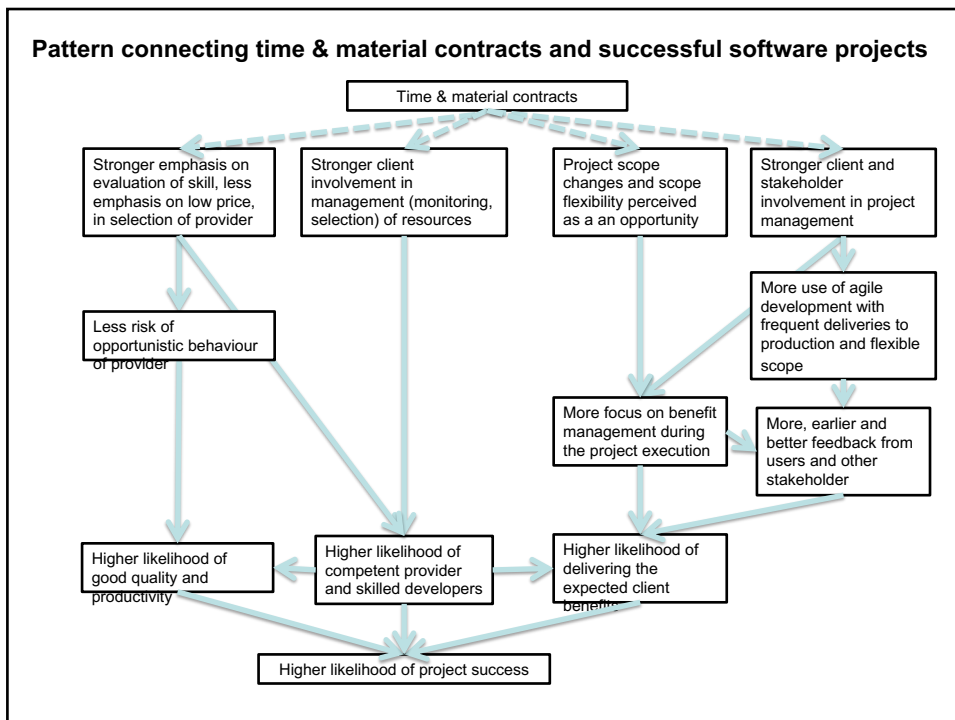 Pattern connecting time & material contracts and successful software projects
Time & material contracts
Stronger emphasis on
evaluation of skill, less
emphasis on low price,
in selection of provider
Stronger client
involvement in
management (monitoring,
selection) of resources
Project scope
changes and scope
flexibility perceived
as a an opportunity
Stronger client and
stakeholder
involvement in project
management
Less risk of
opportunistic behaviour
of provider
More use of agile
development with
frequent deliveries to
production and flexible
scope
More focus on benefit
management during
the project execution
More, earlier and
better feedback from
users and other
stakeholder
Higher likelihood of
good quality and
productivity
Higher likelihood of
competent provider
and skilled developers
Higher likelihood of
delivering the
expected client
benefits
Higher likelihood of project success